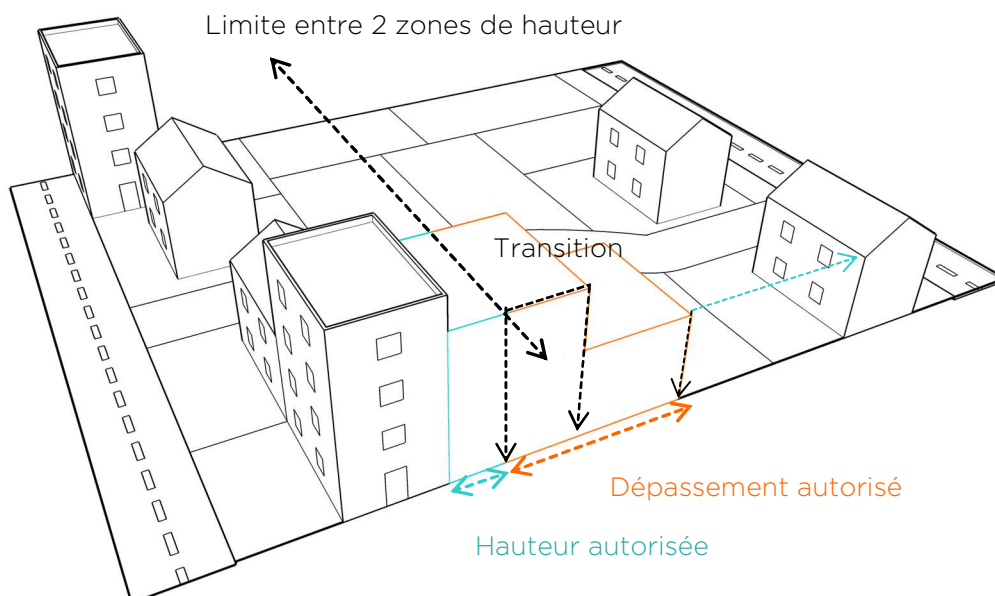 Limite entre 2 zones de hauteur
Transition
Dépassement autorisé
Hauteur autorisée